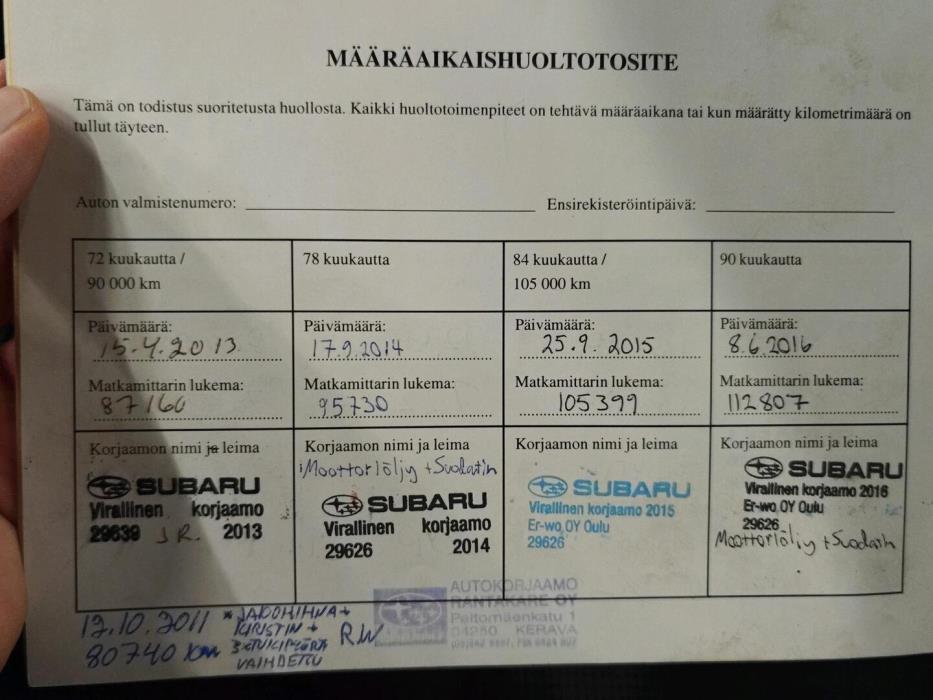 MÄÄRÄAIKAISHUOLTOTOSITE
Tämä on todistus suoritetusta huollosta. Kaikki huoltotoimenpiteet on tehtävä määräaikana tai kun määrätty kilometrimäärä on
tullut täyteen.
Auton valmistenumero: Ensirekisteröintipäivä:
72 kuukautta /
90 000 km
78 kuukautta
84 kuukautta /
105 000 km
90 kuukautta
Päivämäärä:
15.4.2013
Päivämäärä:
17.9.2014
Päivämäärä:
25.9.2015
Päivämäärä:
8.6.2016
Matkamittarin lukema:
87160
Matkamittarin lukema:
95730
Matkamittarin lukema:
105399
Matkamittarin lukema:
112807
Korjaamon nimi ja leima
SUBARU
Virallinen korjaamo
29639 J.R. 2013
Korjaamon nimi ja leima
Moottoriöljy + Suodatin
SUBARU
Virallinen korjaamo
29626 2014
Korjaamon nimi ja leima
SUBARU
Virallinen korjaamo 2015
Er-wo OY Oulu
29626
Korjaamon nimi ja leima
SUBARU
Virallinen korjaamo 2016
Er-wo OY Oulu
29626
Moottoriöljy + Suodatin
12.10.2011
80740 km
* JAKOHIHNA +
KIRISTIN +
VAIHDETTU
RW
AUTOKORJAAMO
RANTAKARE OY
Peltomäenkatu 1
04250 KERAVA